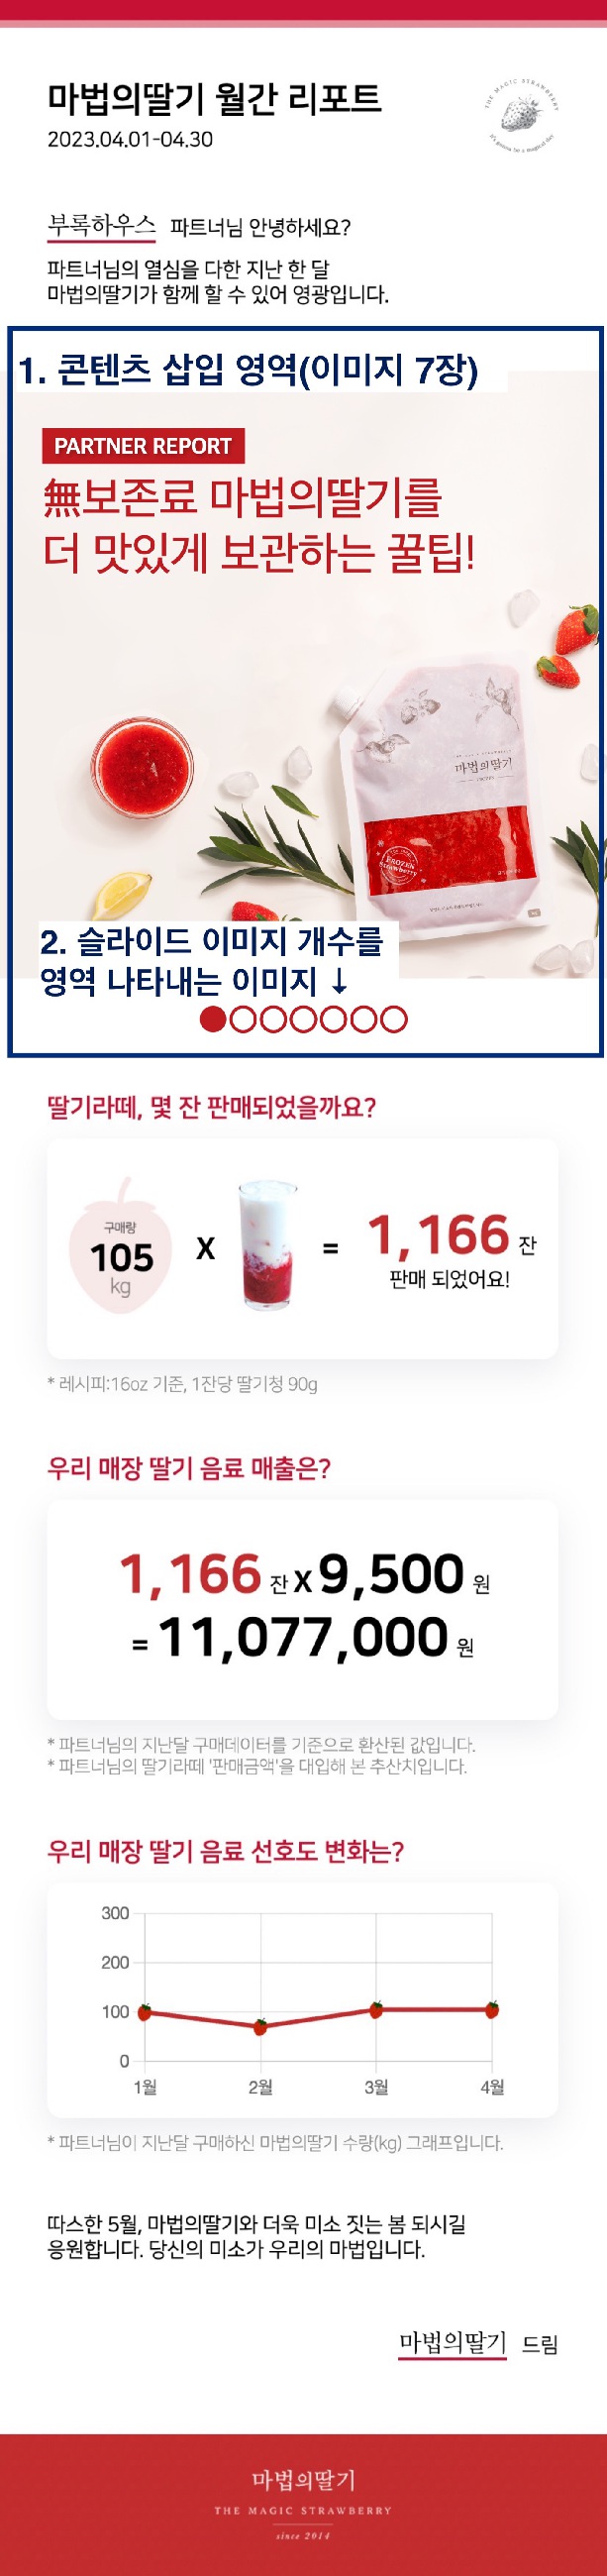 마법의딸기 월간 리포트
2023.04.01-04.30
THE MAGIC STRAWBERRY
It's gonna be a magical day
부록하우스 파트너님 안녕하세요?
파트너님의 열심을 다한 지난 한 달
마법의딸기가 함께 할 수 있어 영광입니다.
1. 콘텐츠 삽입 영역(이미지 7장)
PARTNER REPORT
無보존료 마법의딸기를
더 맛있게 보관하는 꿀팁!
마법의딸기
FROZEN
Strawberry
2. 슬라이드 이미지 개수를
영역 나타내는 이미지 ↓
딸기라떼, 몇 잔 판매되었을까요?
구매량
105
kg
X
=
1,166 잔
판매 되었어요!
* 레시피:16oz 기준, 1잔당 딸기청 90g
우리 매장 딸기 음료 매출은?
1,166 잔 X 9,500 원
= 11,077,000 원
* 파트너님의 지난달 구매데이터를 기준으로 환산된 값입니다.
* 파트너님의 딸기라떼 '판매금액'을 대입해 본 추산치입니다.
우리 매장 딸기 음료 선호도 변화는?
300
200
100
0
1월 2월 3월 4월
* 파트너님이 지난달 구매하신 마법의딸기 수량(kg) 그래프입니다.
따스한 5월, 마법의딸기와 더욱 미소 짓는 봄 되시길
응원합니다. 당신의 미소가 우리의 마법입니다.
마법의딸기 드림
마법의딸기
THE MAGIC STRAWBERRY
since 2014